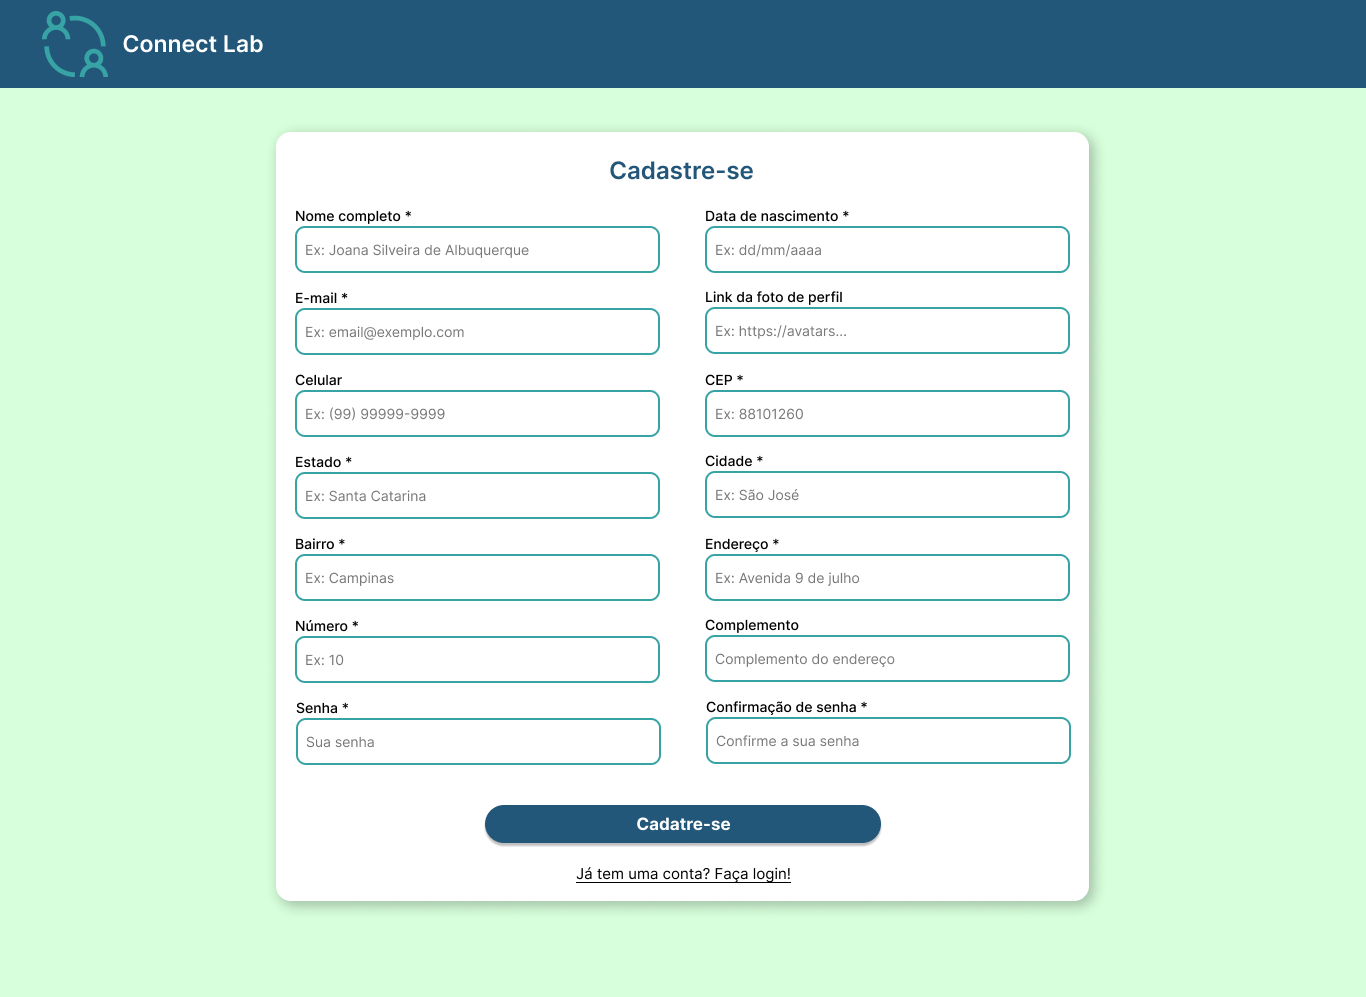 Connect Lab
Cadastre-se
Nome completo *
Data de nascimento *
Ex: Joana Silveira de Albuquerque
Ex: dd/mm/aaaa
E-mail *
Link da foto de perfil
Ex: email@exemplo.com
Ex: https://avatars...
Celular
CEP *
Ex: (99) 99999-9999
Ex: 88101260
Estado *
Cidade *
Ex: Santa Catarina
Ex: São José
Bairro *
Endereço *
Ex: Campinas
Ex: Avenida 9 de julho
Número *
Complemento
Ex: 10
Complemento do endereço
Senha *
Confirmação de senha *
Sua senha
Confirme a sua senha
Cadatre-se
Já tem uma conta? Faça login!